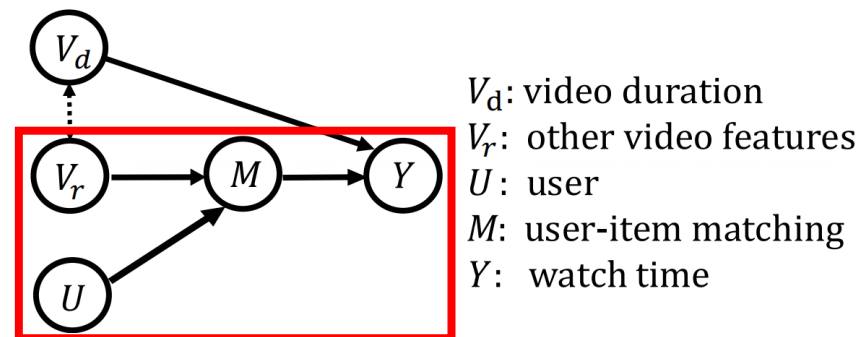 V_d
V_r
M
Y
U
V_d: video duration
V_r: other video features
U: user
M: user-item matching
Y: watch time